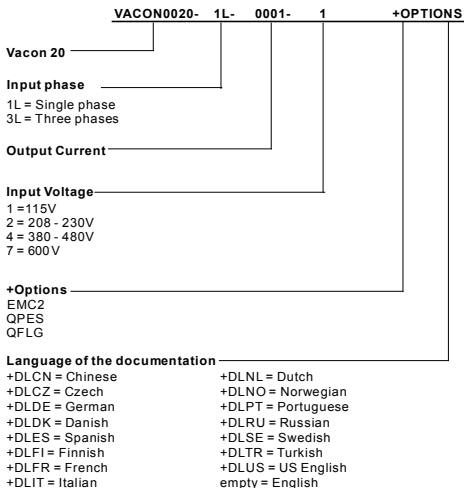 VACON0020- 1L- 0001- 1 +OPTIONS
Vacon 20
Input phase
1L = Single phase
3L = Three phases
Output Current
Input Voltage
1 =115V
2 = 208 - 230V
4 = 380 - 480V
7 = 600V
+Options
EMC2
QPES
QFLG
Language of the documentation
+DLCN = Chinese
+DLCZ = Czech
+DLDE = German
+DLDK = Danish
+DLES = Spanish
+DLFI = Finnish
+DLFR = French
+DLIT = Italian
+DLNL = Dutch
+DLNO = Norwegian
+DLPT = Portuguese
+DLRU = Russian
+DLSE = Swedish
+DLTR = Turkish
+DLUS = US English
empty = English